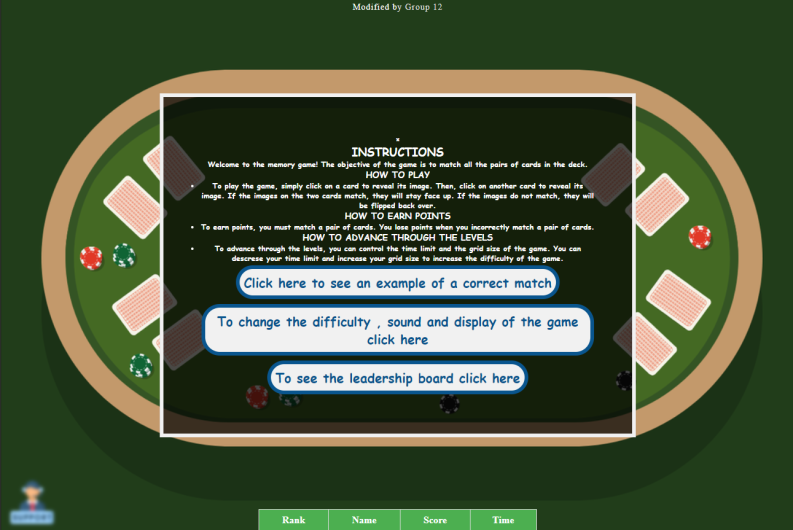 Modified by Group 12
×
INSTRUCTIONS
Welcome to the memory game! The objective of the game is to match all the pairs of cards in the deck.
HOW TO PLAY
• To play the game, simply click on a card to reveal its image. Then, click on another card to reveal its
image. If the images on the two cards match, they will stay face up. If the images do not match, they will
be flipped back over.
HOW TO EARN POINTS
• To earn points, you must match a pair of cards. You lose points when you incorrectly match a pair of cards.
HOW TO ADVANCE THROUGH THE LEVELS
• To advance through the levels, you can control the time limit and the grid size of the game. You can
descrese your time limit and increase your grid size to increase the difficulty of the game.
Click here to see an example of a correct match
To change the difficulty , sound and display of the game
click here
To see the leadership board click here
SUPPORT
Rank Name Score Time